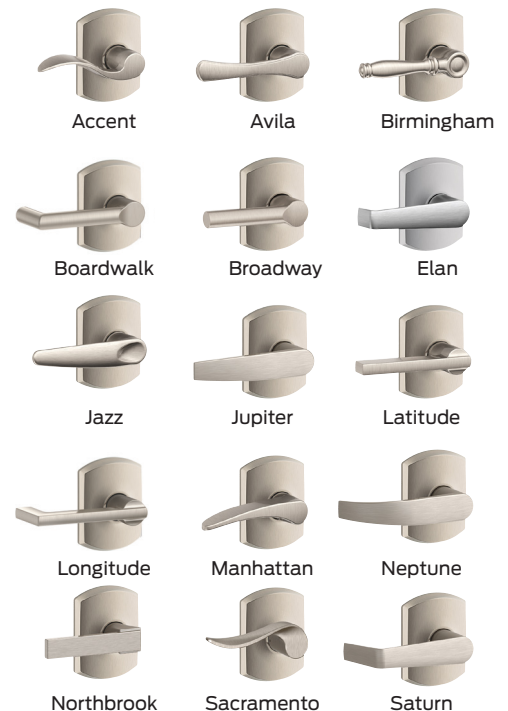 Accent Avila Birmingham
Boardwalk Broadway Elan
Jazz Jupiter Latitude
Longitude Manhattan Neptune
Northbrook Sacramento Saturn